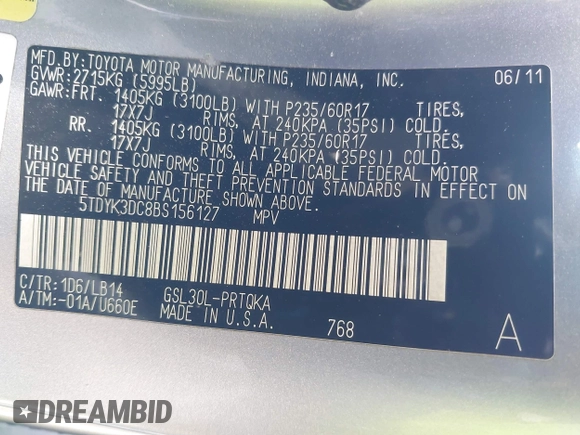 MFD.BY:TOYOTA MOTOR MANUFACTURING, INDIANA, INC. 06/11
GVWR:2715KG (5995LB)
GAWR:FRT. 1405KG (3100LB) WITH P235/60R17 TIRES,
17X7J RIMS, AT 240KPA (35PSI) COLD.
RR. 1405KG (3100LB) WITH P235/60R17 TIRES,
17X7J RIMS, AT 240KPA (35PSI) COLD.
THIS VEHICLE CONFORMS TO ALL APPLICABLE FEDERAL MOTOR
VEHICLE SAFETY AND THEFT PREVENTION STANDARDS IN EFFECT ON
THE DATE OF MANUFACTURE SHOWN ABOVE.
5TDYK3DC8BS156127 MPV
C/TR:1D6/LB14 GSL30L-PRTQKA
A/TM:-01A/U660E MADE IN U.S.A. 768 A
DREAMBID